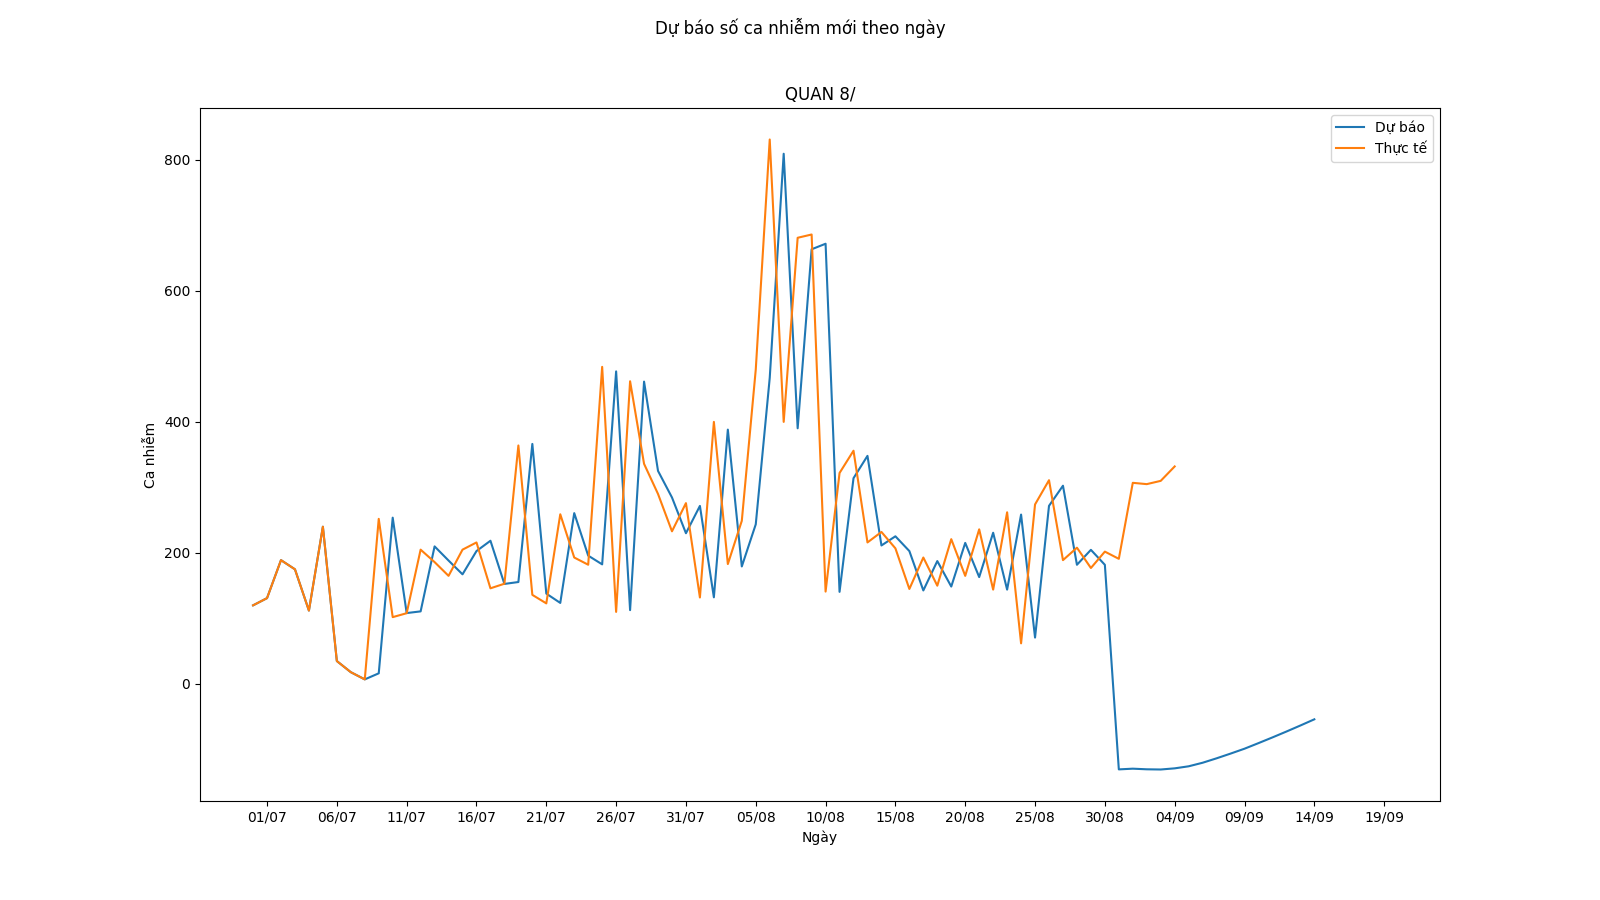 Dự báo số ca nhiễm mới theo ngày
QUAN 8/
Dự báo
Thực tế
800
600
400
200
0
Ca nhiễm
01/07 06/07 11/07 16/07 21/07 26/07 31/07 05/08 10/08 15/08 20/08 25/08 30/08 04/09 09/09 14/09 19/09
Ngày